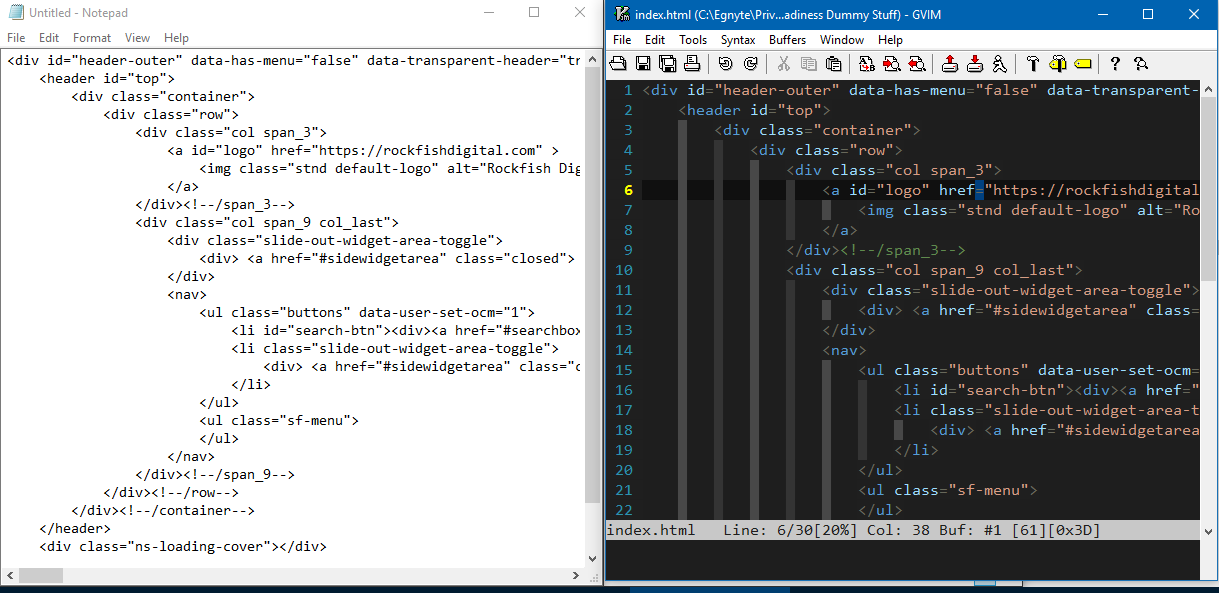 Untitled - Notepad
File Edit Format View Help
<div id="header-outer" data-has-menu="false" data-transparent-header="tr
<header id="top">
<div class="container">
<div class="row">
<div class="col span_3">
<a id="logo" href="https://rockfishdigital.com" >
<img class="stnd default-logo" alt="Rockfish Dig
</a>
</div><!--/span_3-->
<div class="col span_9 col_last">
<div class="slide-out-widget-area-toggle">
<div> <a href="#sidewidgetarea" class="closed">
</div>
<nav>
<ul class="buttons" data-user-set-ocm="1">
<li id="search-btn"><div><a href="#searchbox
<li class="slide-out-widget-area-toggle">
<div> <a href="#sidewidgetarea" class="c
</li>
</ul>
<ul class="sf-menu">
</ul>
</nav>
</div><!--/span_9-->
</div><!--/row-->
</div><!--/container-->
</header>
<div class="ns-loading-cover"></div>
index.html (C:\Egnyte\Priv...adiness Dummy Stuff) - GVIM
File Edit Tools Syntax Buffers Window Help
1 <div id="header-outer" data-has-menu="false" data-transparent-
2 <header id="top">
3 <div class="container">
4 <div class="row">
5 <div class="col span_3">
6 <a id="logo" href="https://rockfishdigital
7 <img class="stnd default-logo" alt="Ro
8 </a>
9 </div><!--/span_3-->
10 <div class="col span_9 col_last">
11 <div class="slide-out-widget-area-toggle">
12 <div> <a href="#sidewidgetarea" class=
13 </div>
14 <nav>
15 <ul class="buttons" data-user-set-ocm=
16 <li id="search-btn"><div><a href="
17 <li class="slide-out-widget-area-t
18 <div> <a href="#sidewidgetarea
19 </li>
20 </ul>
21 <ul class="sf-menu">
22 </ul>
index.html Line: 6/30[20%] Col: 38 Buf: #1 [61][0x3D]